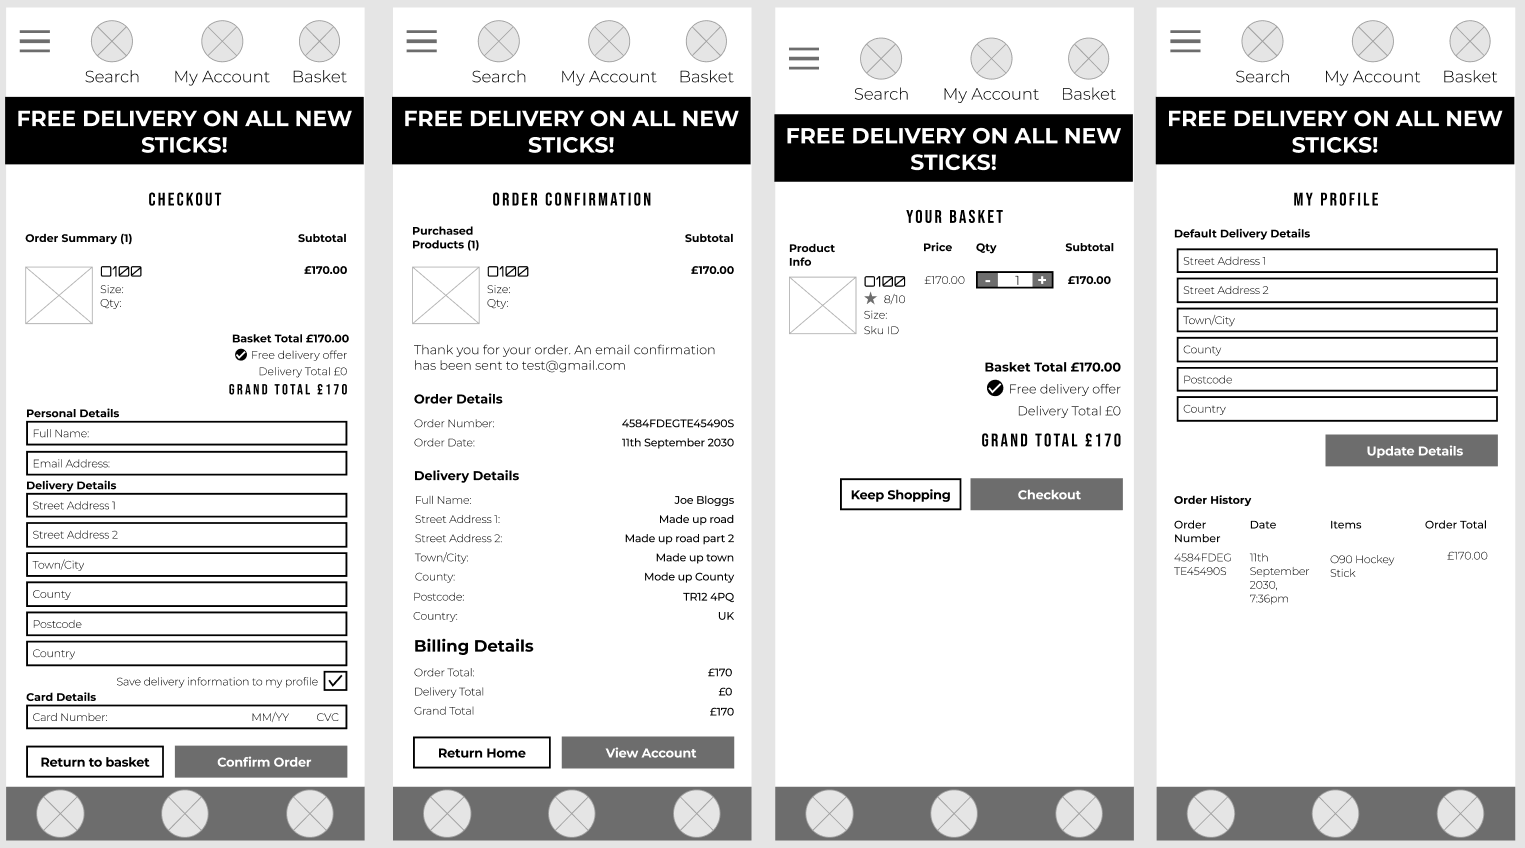 Search My Account Basket
FREE DELIVERY ON ALL NEW
STICKS!
CHECKOUT
Order Summary (1) Subtotal
£170.00
Size:
Qty:
Basket Total £170.00
Free delivery offer
Delivery Total £0
GRAND TOTAL £170
Personal Details
Full Name:
Email Address:
Delivery Details
Street Address 1
Street Address 2
Town/City
County
Postcode
Country
Save delivery information to my profile
Card Details
Card Number: MM/YY CVC
Return to basket Confirm Order
Search My Account Basket
FREE DELIVERY ON ALL NEW
STICKS!
ORDER CONFIRMATION
Purchased
Products (1) Subtotal
£170.00
Size:
Qty:
Thank you for your order. An email confirmation
has been sent to test@gmail.com
Order Details
Order Number: 4584FDEGTE45490S
Order Date: 11th September 2030
Delivery Details
Full Name: Joe Bloggs
Street Address 1: Made up road
Street Address 2: Made up road part 2
Town/City: Made up town
County: Mode up County
Postcode: TR12 4PQ
Country: UK
Billing Details
Order Total: £170
Delivery Total £0
Grand Total £170
Return Home View Account
Search My Account Basket
FREE DELIVERY ON ALL NEW
STICKS!
YOUR BASKET
Product
Info Price Qty Subtotal
£170.00 - 1 + £170.00
8/10
Size:
Sku ID
Basket Total £170.00
Free delivery offer
Delivery Total £0
GRAND TOTAL £170
Keep Shopping Checkout
Search My Account Basket
FREE DELIVERY ON ALL NEW
STICKS!
MY PROFILE
Default Delivery Details
Street Address 1
Street Address 2
Town/City
County
Postcode
Country
Update Details
Order History
Order
Number Date Items Order Total
4584FDEG
TE45490S
11th
September
2030,
7:36pm
O90 Hockey
Stick
£170.00